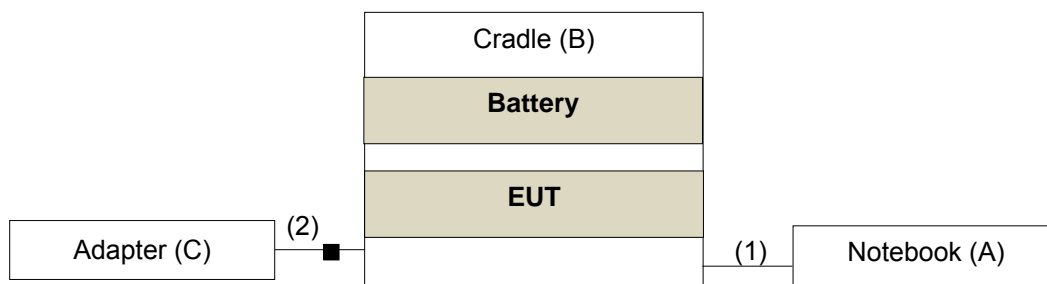 Cradle (B)
Battery
EUT
Adapter (C)
(2)
(1)
Notebook (A)